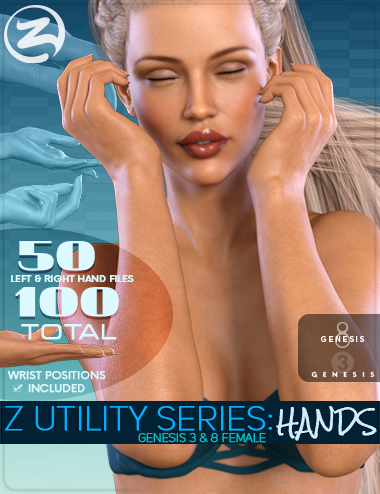 Z
50
LEFT & RIGHT HAND FILES
100
TOTAL
WRIST POSITIONS
✓ INCLUDED
8
GENESIS
3
GENESIS
Z UTILITY SERIES: HANDS
GENESIS 3 & 8 FEMALE